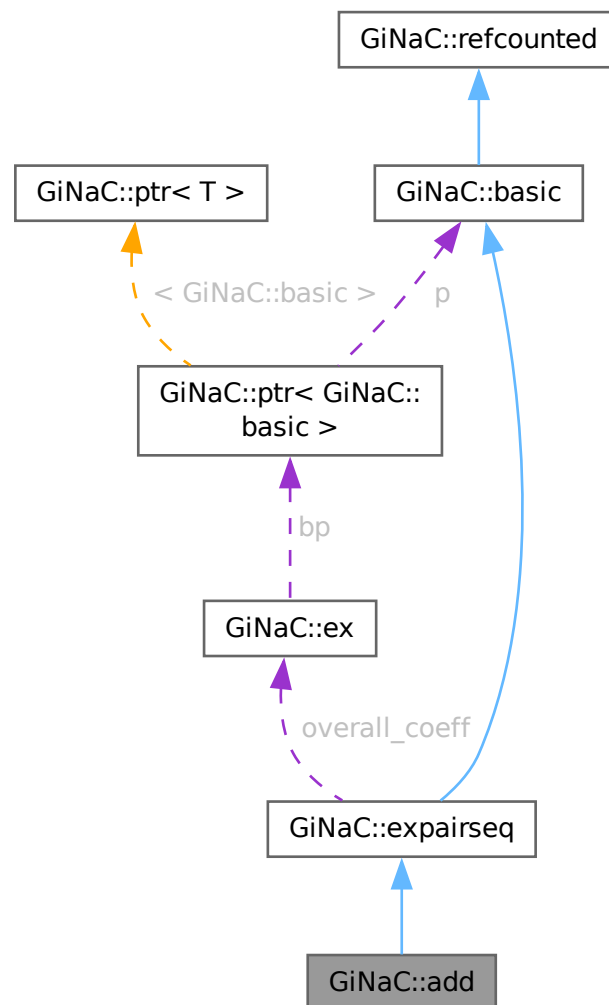 GiNaC::refcounted
GiNaC::ptr< T >
GiNaC::basic
< GiNaC::basic >
p
GiNaC::ptr< GiNaC::
basic >
bp
GiNaC::ex
overall_coeff
GiNaC::expairseq
GiNaC::add